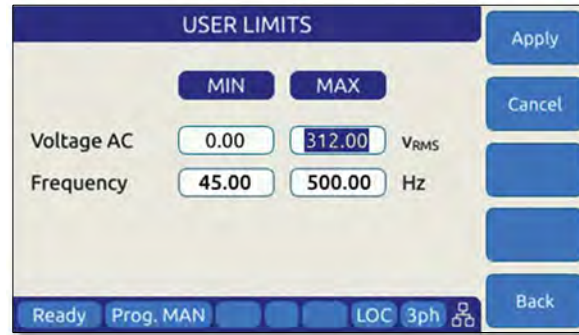 USER LIMITS
Apply
MIN MAX
Cancel
Voltage AC 0.00 312.00 VRMS
Frequency 45.00 500.00 Hz
Back
Ready Prog. MAN LOC 3ph